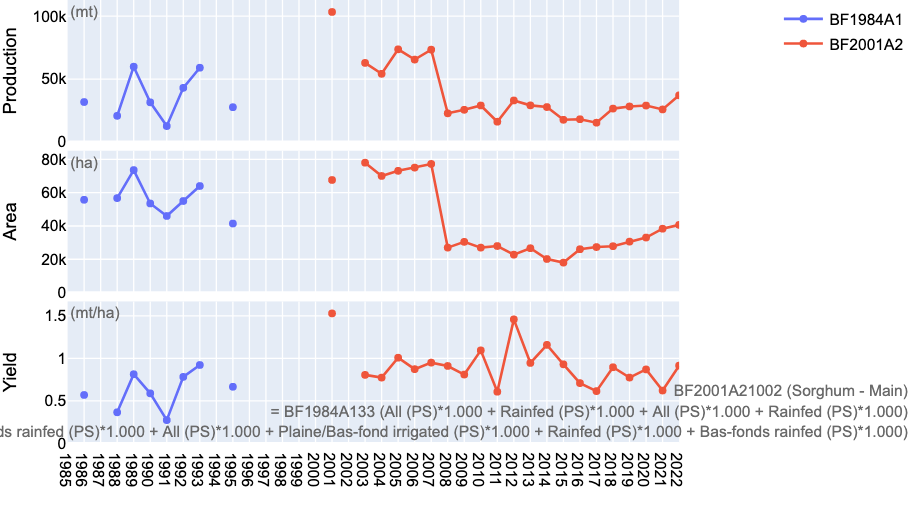 Production
100k
(mt)
50k
0
BF1984A1
BF2001A2
Area
80k
(ha)
60k
40k
20k
0
Yield
1.5
(mt/ha)
1
0.5
0
BF2001A21002 (Sorghum - Main)
= BF1984A133 (All (PS)*1.000 + Rainfed (PS)*1.000 + All (PS)*1.000 + Rainfed (PS)*1.000)
rainfed (PS)*1.000 + All (PS)*1.000 + Plaine/Bas-fond irrigated (PS)*1.000 + Rainfed (PS)*1.000 + Bas-fonds rainfed (PS)*1.000)
1985
1986
1987
1988
1989
1990
1991
1992
1993
1994
1995
1996
1997
1998
1999
2000
2001
2002
2003
2004
2005
2006
2007
2008
2009
2010
2011
2012
2013
2014
2015
2016
2017
2018
2019
2020
2021
2022